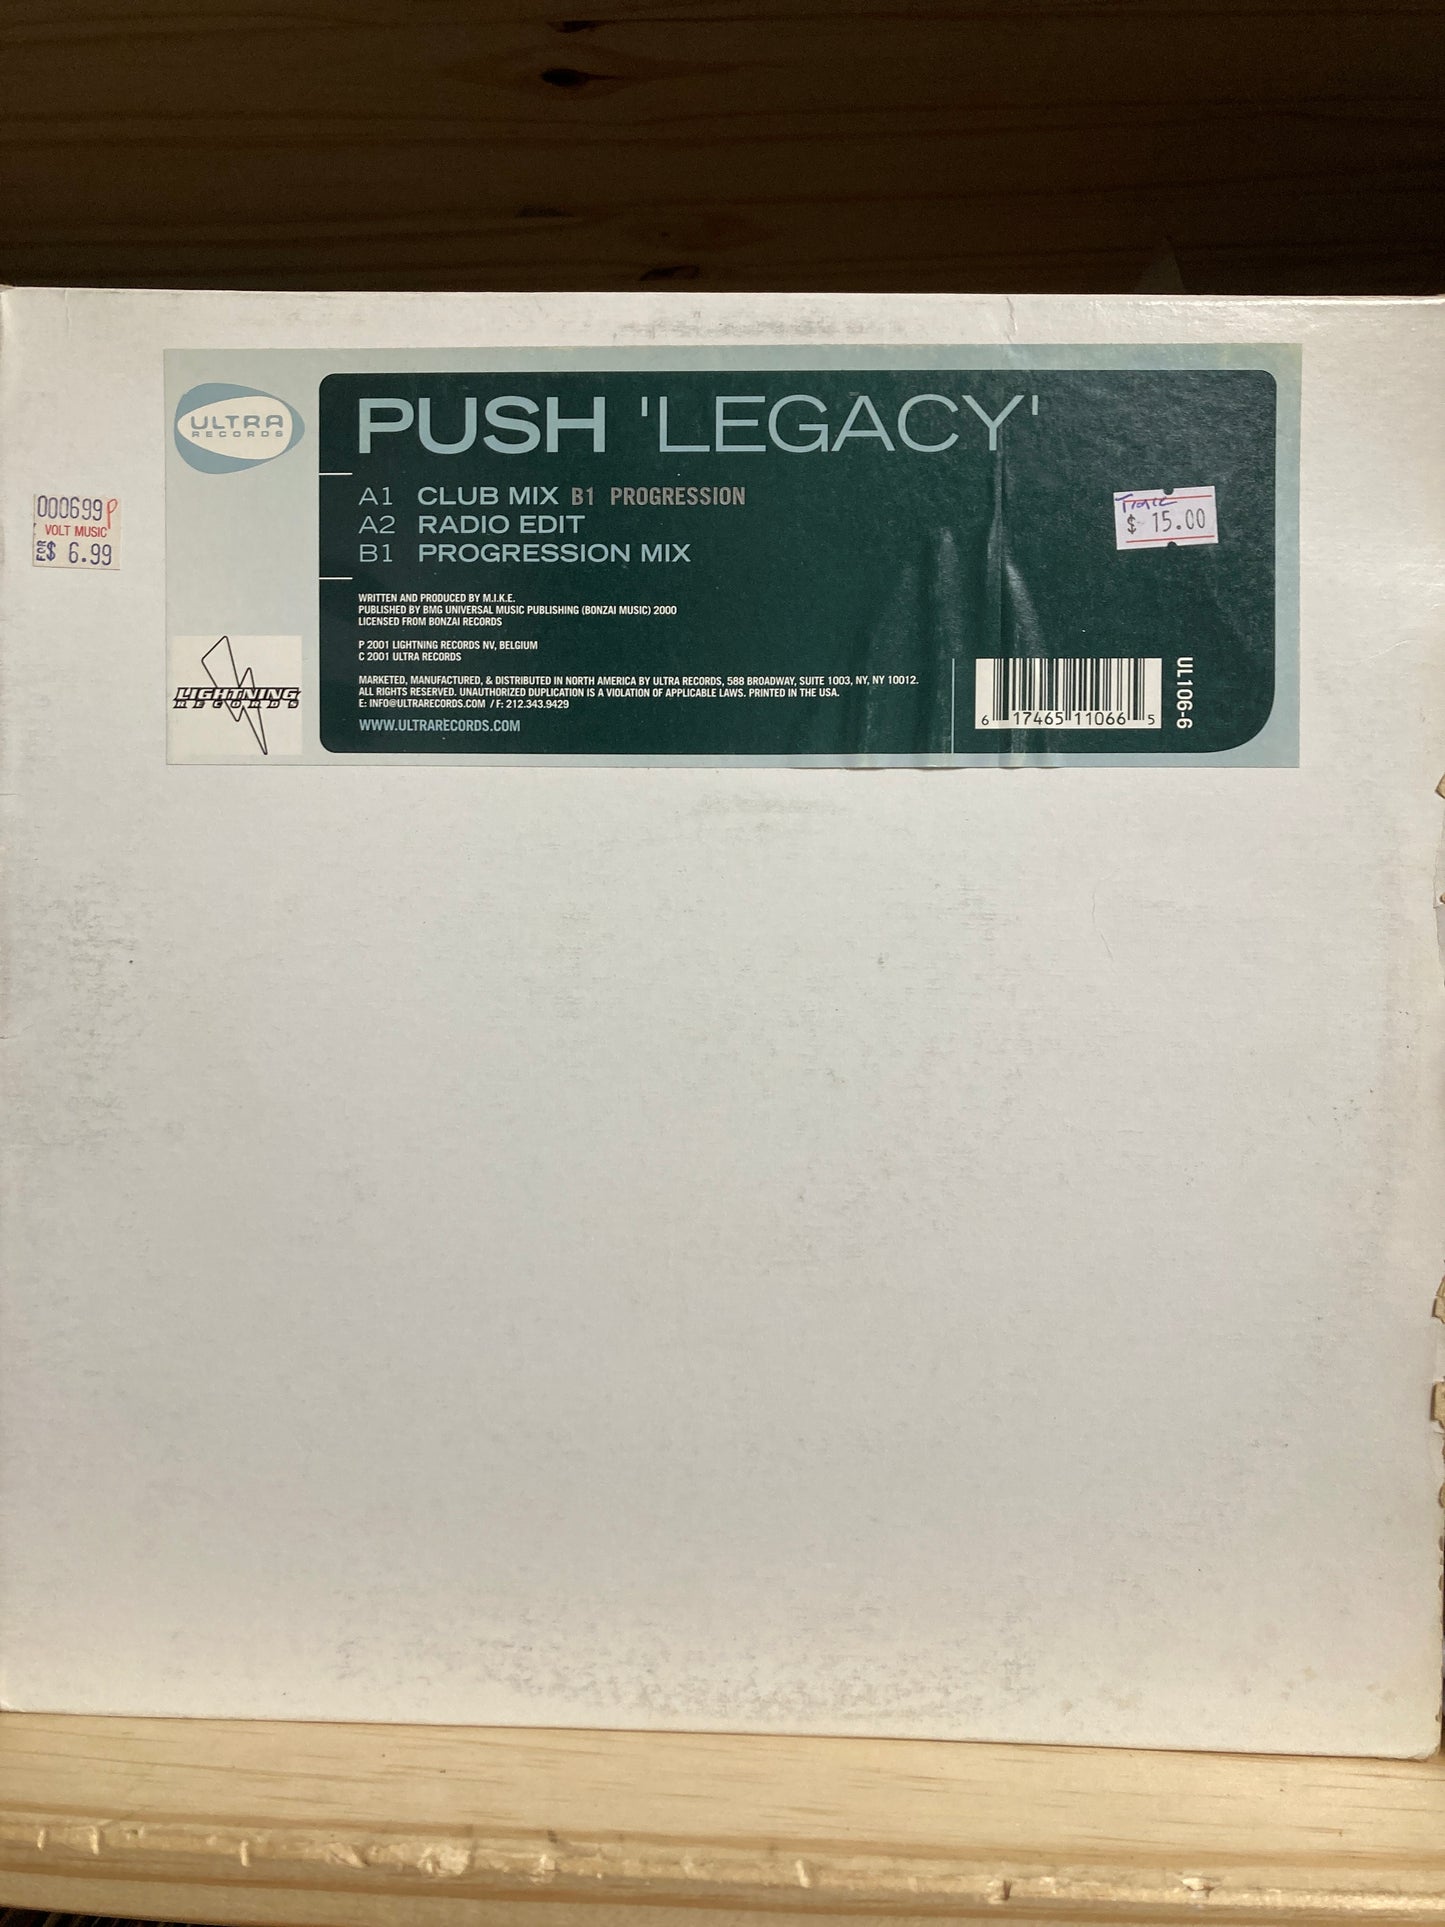 ULTRA
RECORDS
PUSH 'LEGACY'
A1 CLUB MIX B1 PROGRESSION
A2 RADIO EDIT
B1 PROGRESSION MIX
000699P
VOLT MUSIC
FOR $ 6.99
Trance
$ 15.00
WRITTEN AND PRODUCED BY M.I.K.E.
PUBLISHED BY BMG UNIVERSAL MUSIC PUBLISHING (BONZAI MUSIC) 2000
LICENSED FROM BONZAI RECORDS
P 2001 LIGHTNING RECORDS NV, BELGIUM
C 2001 ULTRA RECORDS
MARKETED, MANUFACTURED, & DISTRIBUTED IN NORTH AMERICA BY ULTRA RECORDS, 588 BROADWAY, SUITE 1003, NY, NY 10012.
ALL RIGHTS RESERVED. UNAUTHORIZED DUPLICATION IS A VIOLATION OF APPLICABLE LAWS. PRINTED IN THE USA.
E: INFO@ULTRARECORDS.COM / F: 212.343.9429
WWW.ULTRARECORDS.COM
LIGHTNING
RECORDS
6 17465 11066 5
UL106-6